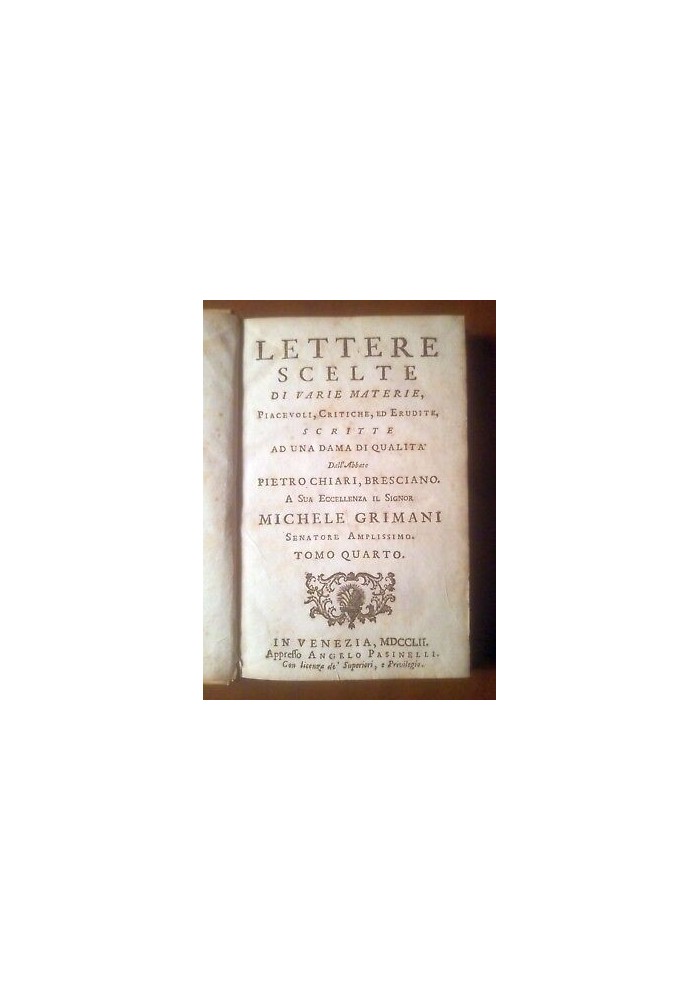 LETTERE
SCELTE
DI VARIE MATERIE,
PIACEVOLI, CRITICHE, ED ERUDITE,
SCRITTE
AD UNA DAMA DI QUALITA'
Dall'Abbate
PIETRO CHIARI, BRESCIANO.
A SUA ECCELLENZA IL SIGNOR
MICHELE GRIMANI
SENATORE AMPLISSIMO.
TOMO QUARTO.
IN VENEZIA, MDCCLII.
Appresso ANGELO PASINELLI.
Con licenza de' Superiori, e Privilegio.